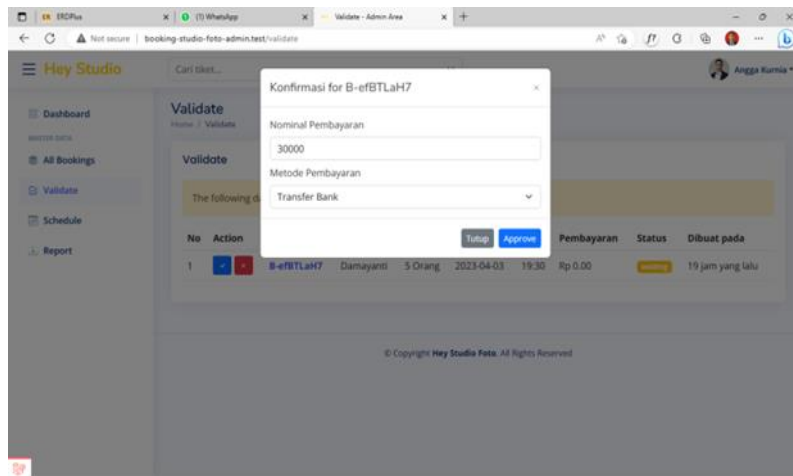 ERDPlus
(1) WhatsApp
Validate - Admin Area
Not secure | booking-studio-foto-admin.test/validate
Hey Studio
Cari tiket...
Angga Kurnia
Dashboard
MASTER DATA
All Bookings
Validate
Schedule
Report
Validate
Home / Validate
Validate
The following d
Konfirmasi for B-efBTLaH7
Nominal Pembayaran
30000
Metode Pembayaran
Transfer Bank
Tutup Approve
No Action Pembayaran Status Dibuat pada
1 B-efBTLaH7 Damayanti 5 Orang 2023-04-03 19:30 Rp 0.00 waiting 19 jam yang lalu
© Copyright Hey Studio Foto. All Rights Reserved